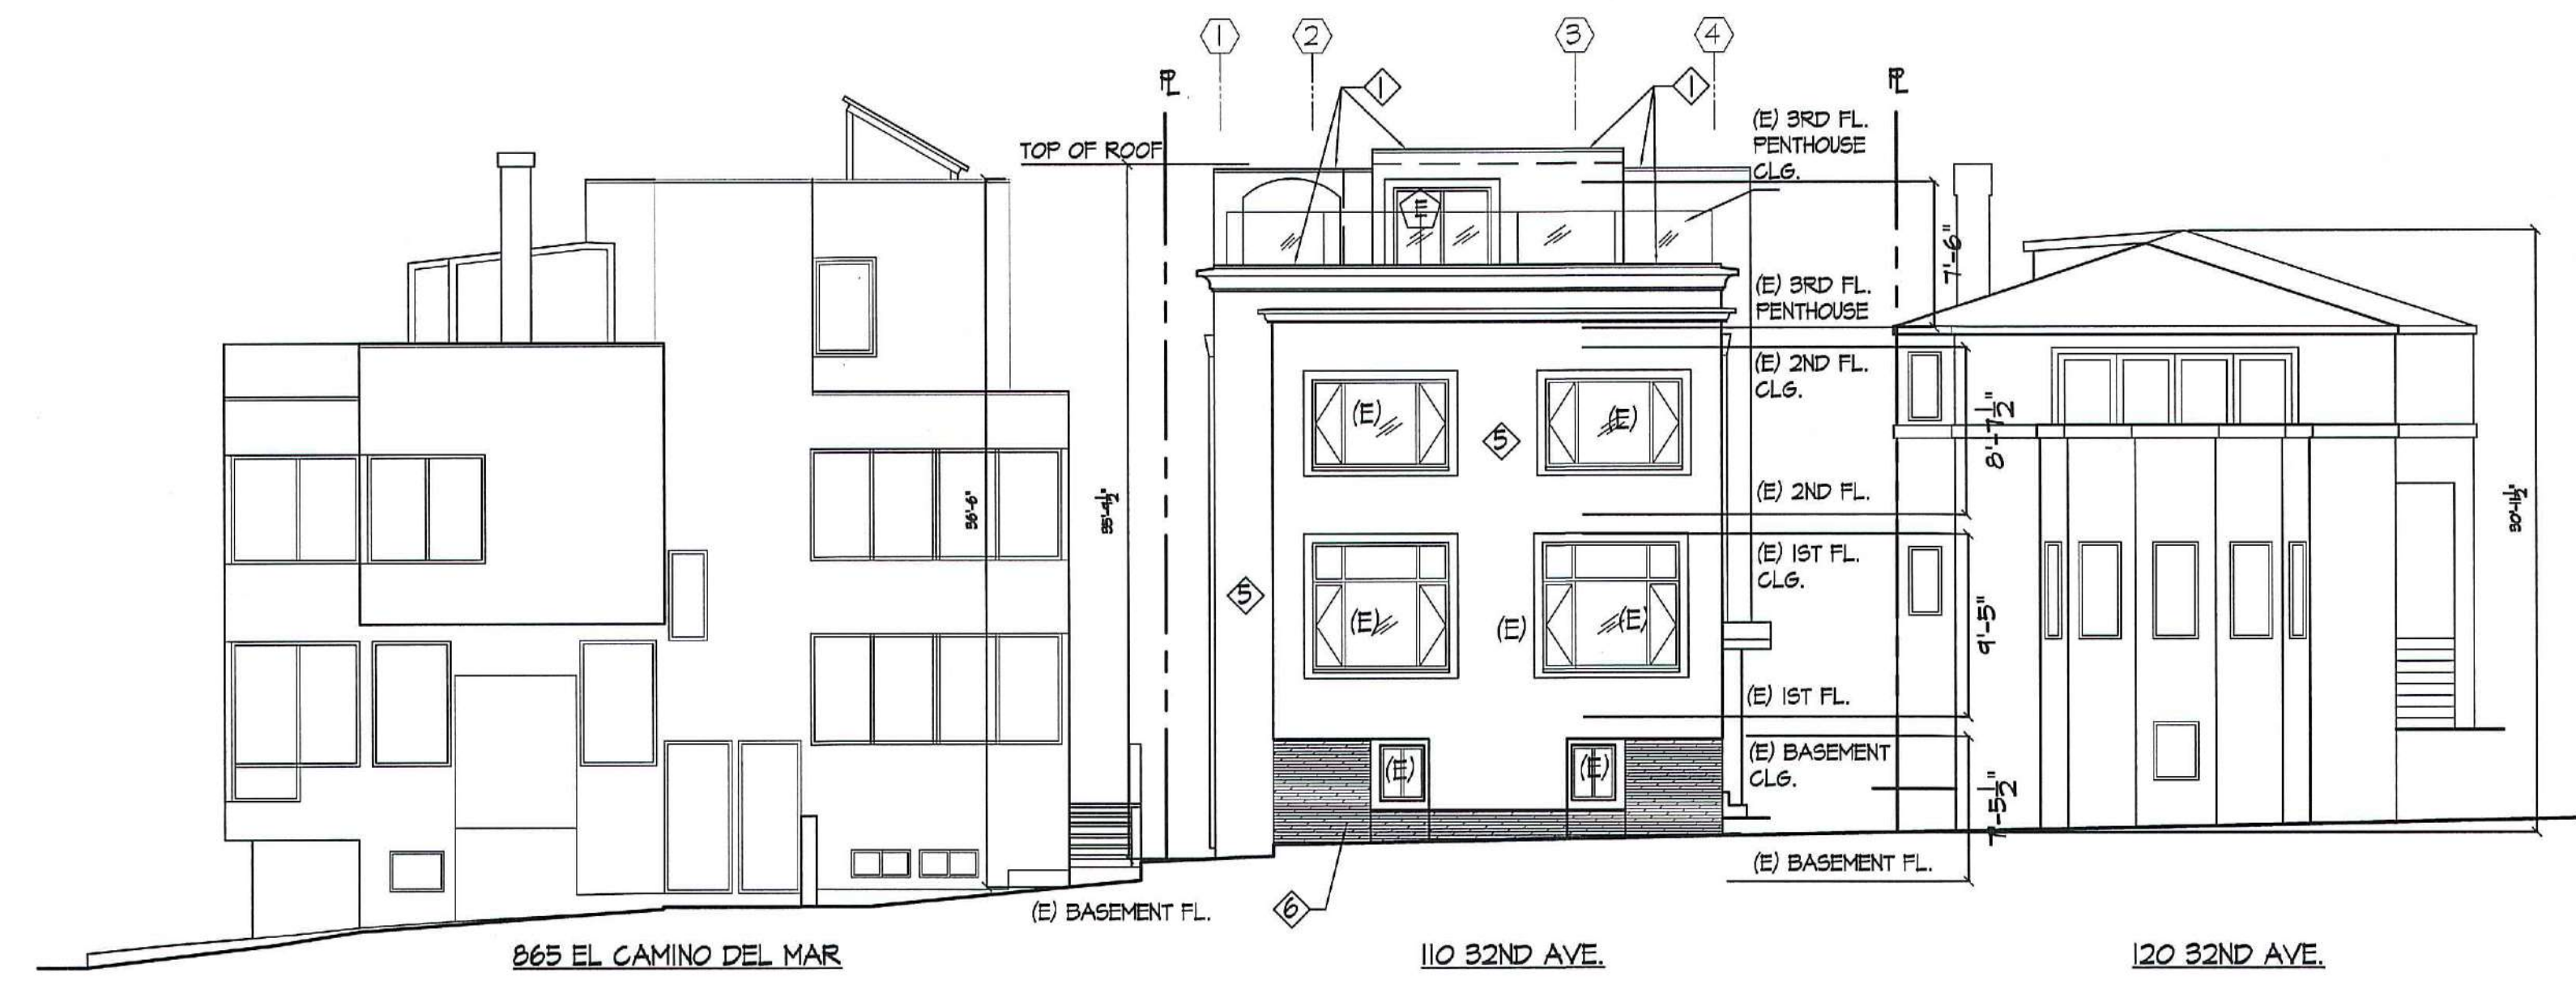 1
2
3
4
PL
PL
1
1
TOP OF ROOF
(E) 3RD FL.
PENTHOUSE
CLG.
E
7'-6"
(E) 3RD FL.
PENTHOUSE
(E) 2ND FL.
CLG.
(E)
(E)
5
8'-7 1/2"
(E) 2ND FL.
36'-6"
35'-9 1/2"
30'-11 1/2"
(E) 1ST FL.
CLG.
5
(E)
(E)
(E)
9'-5"
(E) 1ST FL.
(E) BASEMENT
CLG.
(E)
(E)
7'-5 1/2"
(E) BASEMENT FL.
(E) BASEMENT FL.
6
865 EL CAMINO DEL MAR
110 32ND AVE.
120 32ND AVE.